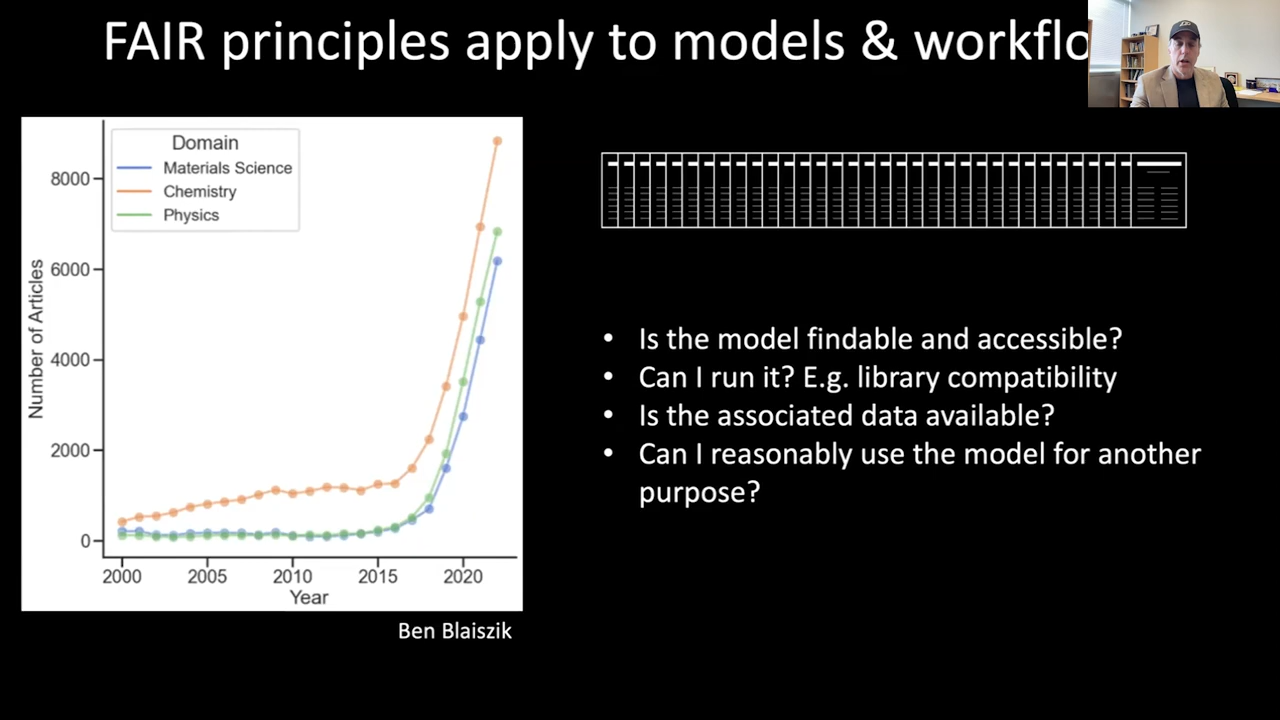 FAIR principles apply to models & workflo
Domain
Materials Science
Chemistry
Physics
8000
6000
4000
2000
0
Number of Articles
2000 2005 2010 2015 2020
Year
Ben Blaiszik
• Is the model findable and accessible?
• Can I run it? E.g. library compatibility
• Is the associated data available?
• Can I reasonably use the model for another
purpose?